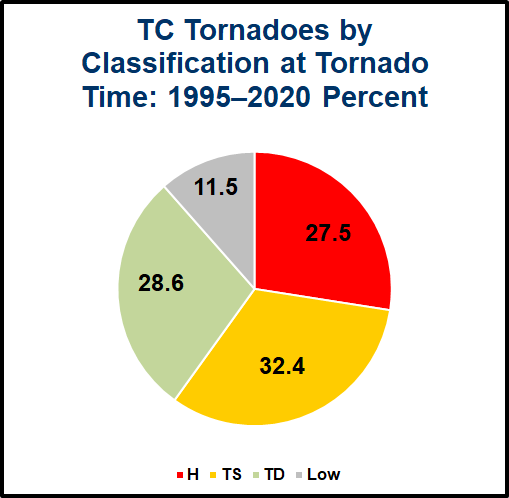 TC Tornadoes by
Classification at Tornado
Time: 1995–2020 Percent
11.5
27.5
28.6
32.4
H TS TD Low